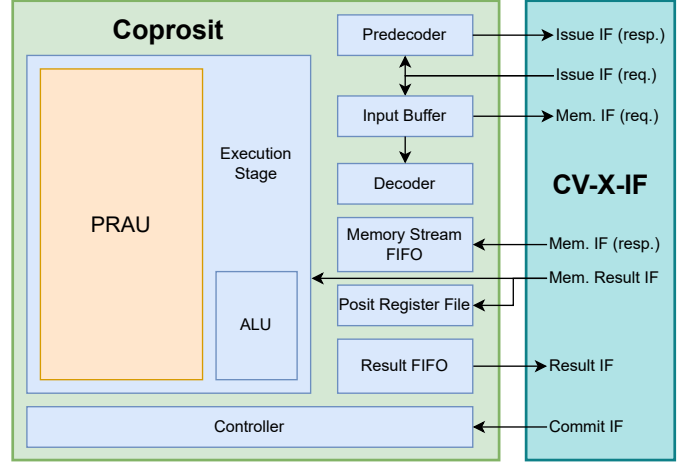 Coprosit
PRAU
Execution
Stage
ALU
Predecoder
Input Buffer
Decoder
Memory Stream
FIFO
Posit Register File
Result FIFO
Controller
CV-X-IF
Issue IF (resp.)
Issue IF (req.)
Mem. IF (req.)
Mem. IF (resp.)
Mem. Result IF
Result IF
Commit IF